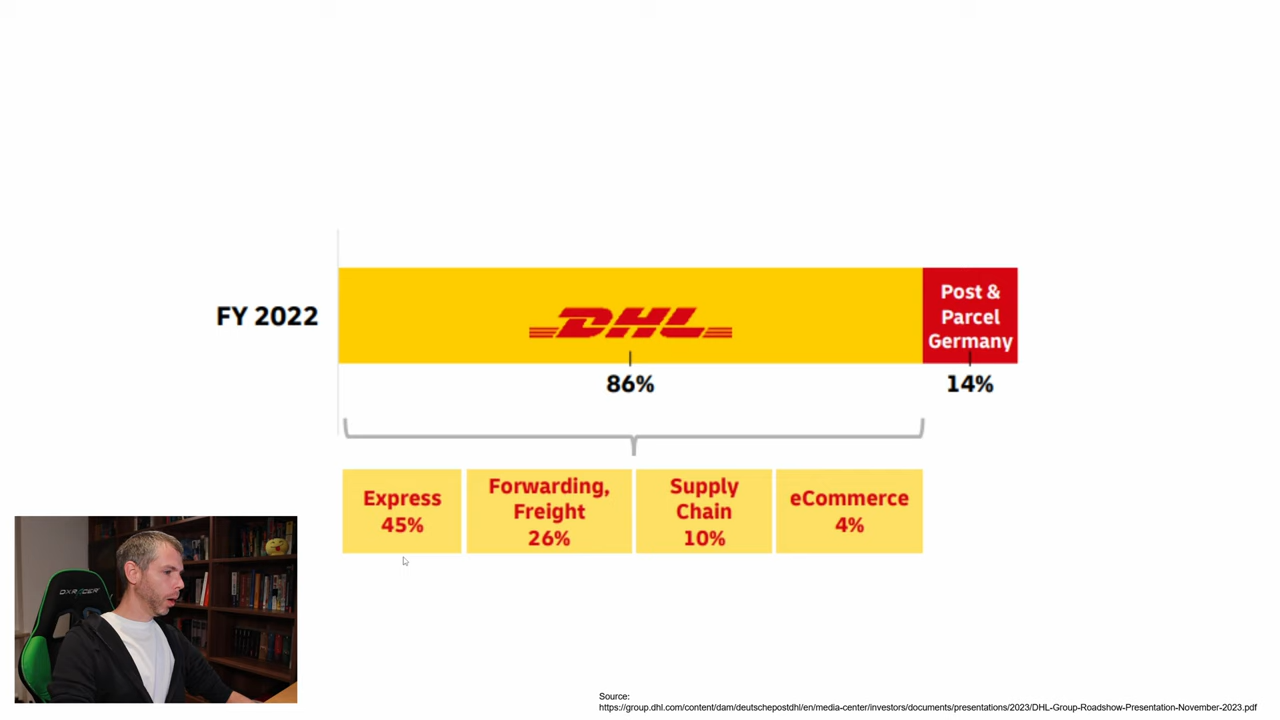 FY 2022
DHL
Post &
Parcel
Germany
86%
14%
Express
45%
Forwarding,
Freight
26%
Supply
Chain
10%
eCommerce
4%
DXRACER
Source:
https://group.dhl.com/content/dam/deutschepostdhl/en/media-center/investors/documents/presentations/2023/DHL-Group-Roadshow-Presentation-November-2023.pdf